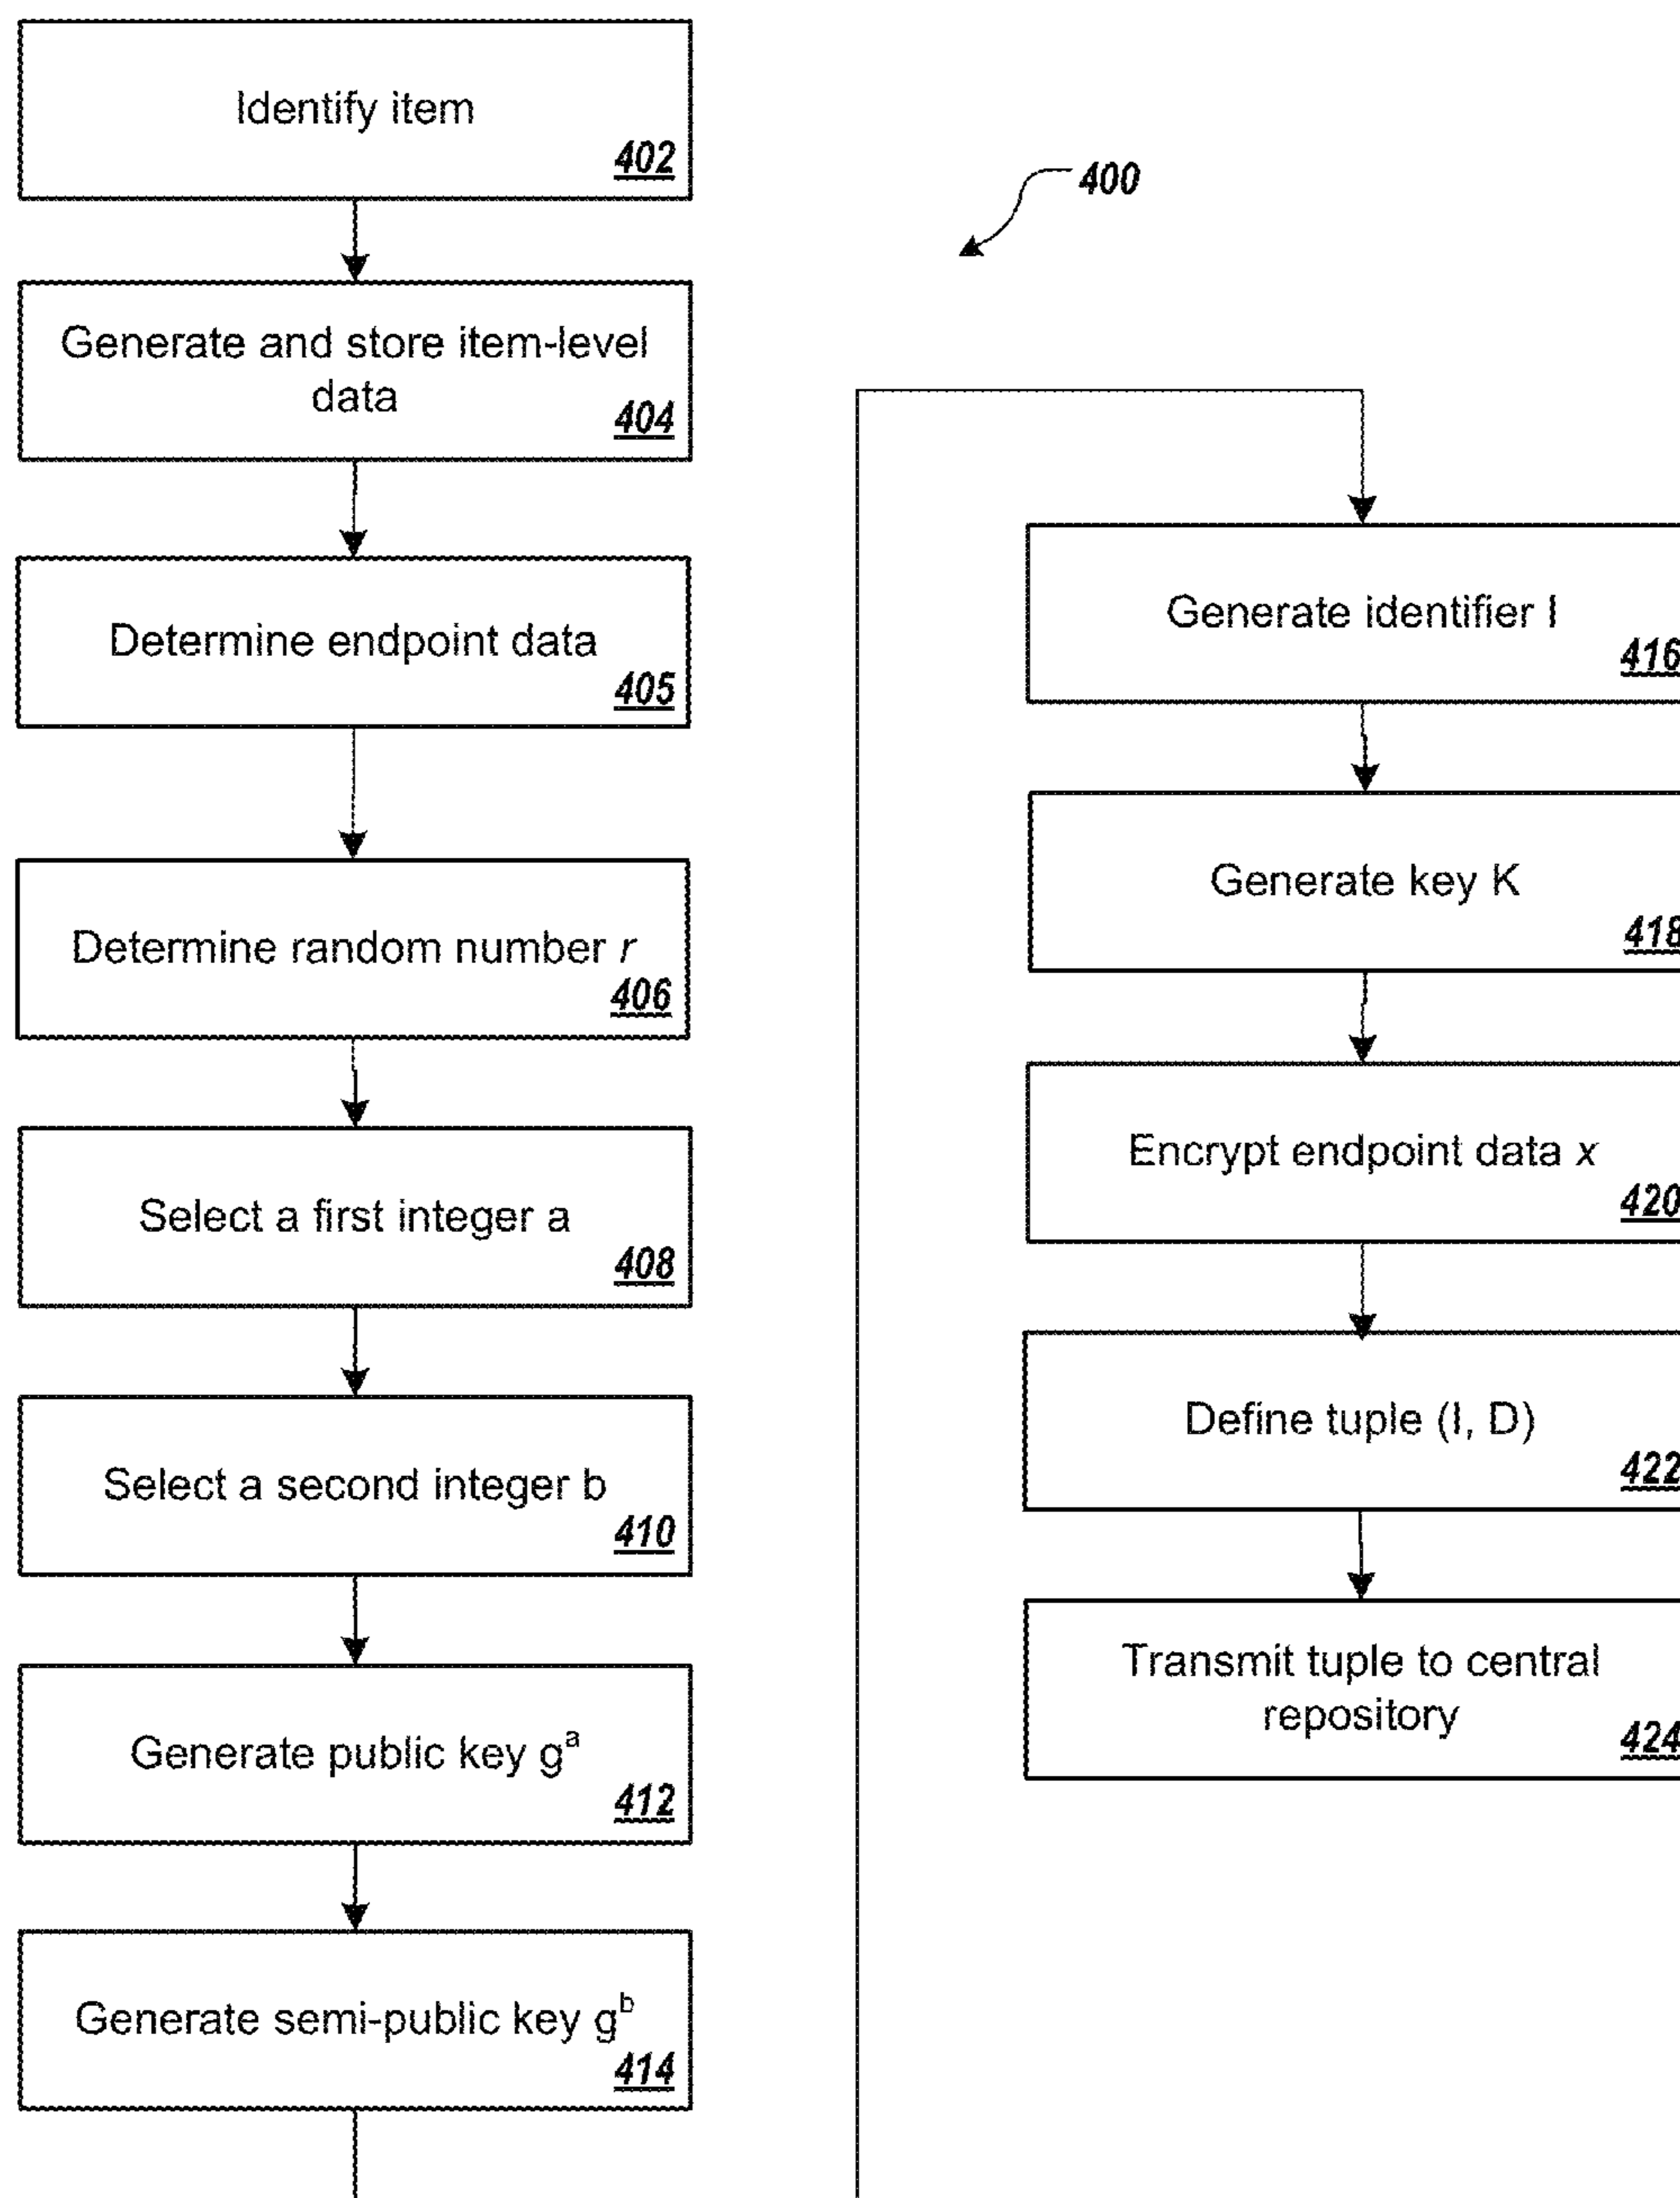 Identify item
402
400
Generate and store item-level
data
404
Determine endpoint data
405
Determine random number r
406
Select a first integer a
408
Select a second integer b
410
Generate public key g^a
412
Generate semi-public key g^b
414
Generate identifier I
416
Generate key K
418
Encrypt endpoint data x
420
Define tuple (I, D)
422
Transmit tuple to central
repository
424